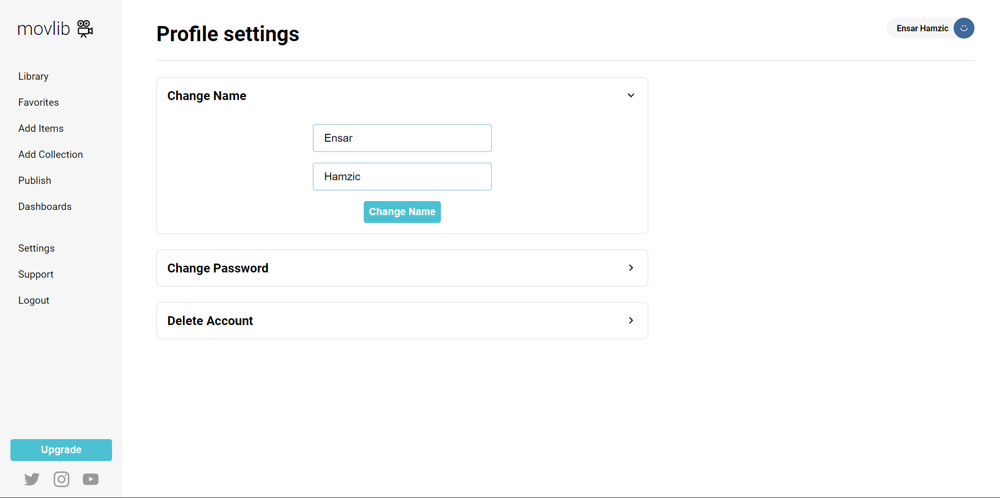 movlib
Library
Favorites
Add Items
Add Collection
Publish
Dashboards
Settings
Support
Logout
Upgrade
Profile settings
Ensar Hamzic
Change Name
Ensar
Hamzic
Change Name
Change Password
Delete Account